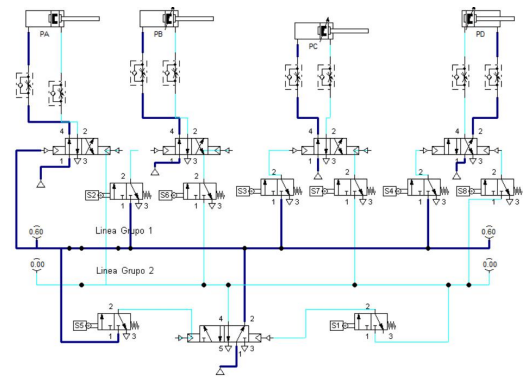 PA PB PC PD
4 2 4 2 4 2 4 2
1 3 1 3 1 3 1 3
2 2 2 2 2 2 2
S2 S6 S3 S7 S4 S8
1 3 1 3 1 3 1 3 1 3 1 3
0.60 Linea Grupo 1 0.60
0.00 Linea Grupo 2 0.00
2 4 2 2
S5 S1
1 3 5 1 3 1 3